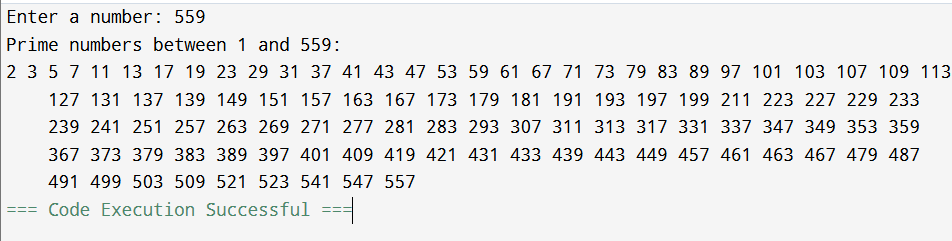 Enter a number: 559
Prime numbers between 1 and 559:
2 3 5 7 11 13 17 19 23 29 31 37 41 43 47 53 59 61 67 71 73 79 83 89 97 101 103 107 109 113
127 131 137 139 149 151 157 163 167 173 179 181 191 193 197 199 211 223 227 229 233
239 241 251 257 263 269 271 277 281 283 293 307 311 313 317 331 337 347 349 353 359
367 373 379 383 389 397 401 409 419 421 431 433 439 443 449 457 461 463 467 479 487
491 499 503 509 521 523 541 547 557
=== Code Execution Successful ===